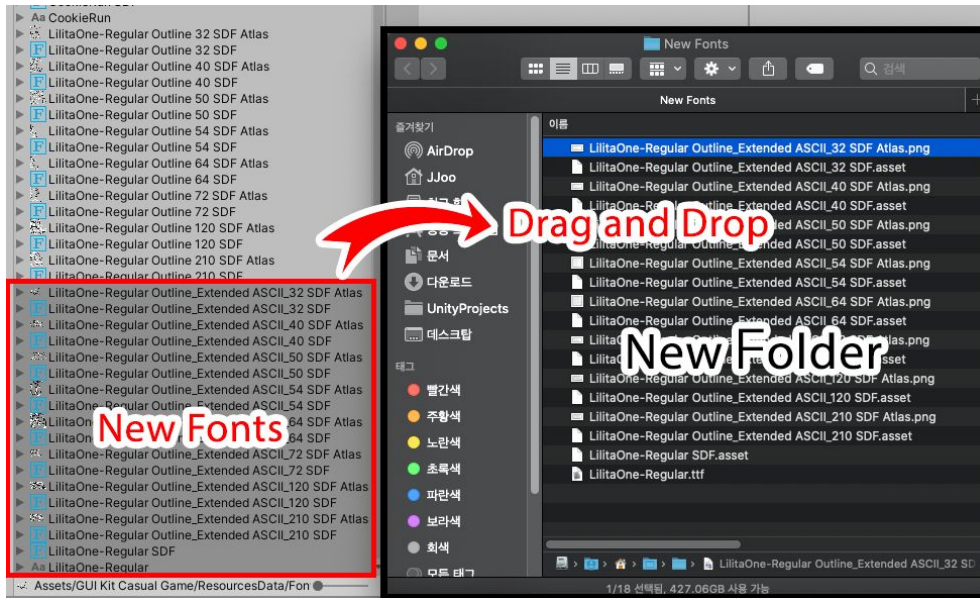 CookieRun
LilitaOne-Regular Outline 32 SDF Atlas
LilitaOne-Regular Outline 32 SDF
LilitaOne-Regular Outline 40 SDF Atlas
LilitaOne-Regular Outline 40 SDF
LilitaOne-Regular Outline 50 SDF Atlas
LilitaOne-Regular Outline 50 SDF
LilitaOne-Regular Outline 54 SDF Atlas
LilitaOne-Regular Outline 54 SDF
LilitaOne-Regular Outline 64 SDF Atlas
LilitaOne-Regular Outline 64 SDF
LilitaOne-Regular Outline 72 SDF Atlas
LilitaOne-Regular Outline 72 SDF
LilitaOne-Regular Outline 120 SDF Atlas
LilitaOne-Regular Outline 120 SDF
LilitaOne-Regular Outline 210 SDF Atlas
LilitaOne-Regular Outline 210 SDF
LilitaOne-Regular Outline_Extended ASCII_32 SDF Atlas
LilitaOne-Regular Outline_Extended ASCII_32 SDF
LilitaOne-Regular Outline_Extended ASCII_40 SDF Atlas
LilitaOne-Regular Outline_Extended ASCII_40 SDF
LilitaOne-Regular Outline_Extended ASCII_50 SDF Atlas
LilitaOne-Regular Outline_Extended ASCII_50 SDF
LilitaOne-Regular Outline_Extended ASCII_54 SDF Atlas
LilitaOne-Regular Outline_Extended ASCII_54 SDF
64 SDF Atlas
64 SDF
New Fonts
LilitaOne-Regular Outline_Extended ASCII_72 SDF Atlas
LilitaOne-Regular Outline_Extended ASCII_72 SDF
LilitaOne-Regular Outline_Extended ASCII_120 SDF Atlas
LilitaOne-Regular Outline_Extended ASCII_120 SDF
LilitaOne-Regular Outline_Extended ASCII_210 SDF Atlas
LilitaOne-Regular Outline_Extended ASCII_210 SDF
LilitaOne-Regular SDF
Aa LilitaOne-Regular
Assets/GUI Kit Casual Game/ResourcesData/Fon
New Fonts
검색
New Fonts
즐겨찾기
AirDrop
JJoo
문서
다운로드
UnityProjects
데스크탑
태그
빨간색
주황색
노란색
초록색
파란색
보라색
회색
모든 태그
이름
LilitaOne-Regular Outline_Extended ASCII_32 SDF Atlas.png
LilitaOne-Regular Outline_Extended ASCII_32 SDF.asset
LilitaOne-Regular Outline_Extended ASCII_40 SDF Atlas.png
LilitaOne-Regular Outline_Extended ASCII_40 SDF.asset
ASCII_50 SDF Atlas.png
ASCII_50 SDF.asset
Drag and Drop
LilitaOne-Regular Outline_Extended ASCII_54 SDF Atlas.png
LilitaOne-Regular Outline_Extended ASCII_54 SDF.asset
LilitaOne-Regular Outline_Extended ASCII_64 SDF Atlas.png
LilitaOne-Regular Outline_Extended ASCII_64 SDF.asset
New Folder
LilitaOne-Regular Outline_Extended ASCII_120 SDF Atlas.png
LilitaOne-Regular Outline_Extended ASCII_120 SDF.asset
LilitaOne-Regular Outline_Extended ASCII_210 SDF Atlas.png
LilitaOne-Regular Outline_Extended ASCII_210 SDF.asset
LilitaOne-Regular SDF.asset
LilitaOne-Regular.ttf
LilitaOne-Regular Outline_Extended ASCII_32 SD
1/18 선택됨, 427.06GB 사용 가능